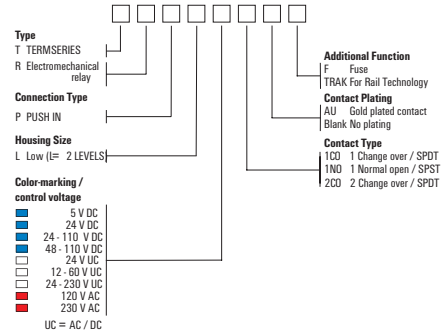 Type
T TERMSERIES
R Electromechanical
relay
Connection Type
P PUSH IN
Housing Size
L Low (L= 2 LEVELS)
Color-marking /
control voltage
5 V DC
24 V DC
24 - 110 V DC
48 - 110 V DC
24 V UC
12 - 60 V UC
24 - 230 V UC
120 V AC
230 V AC
UC = AC / DC
Additional Function
F Fuse
TRAK For Rail Technology
Contact Plating
AU Gold plated contact
Blank No plating
Contact Type
1CO 1 Change over / SPDT
1NO 1 Normal open / SPST
2CO 2 Change over / SPDT